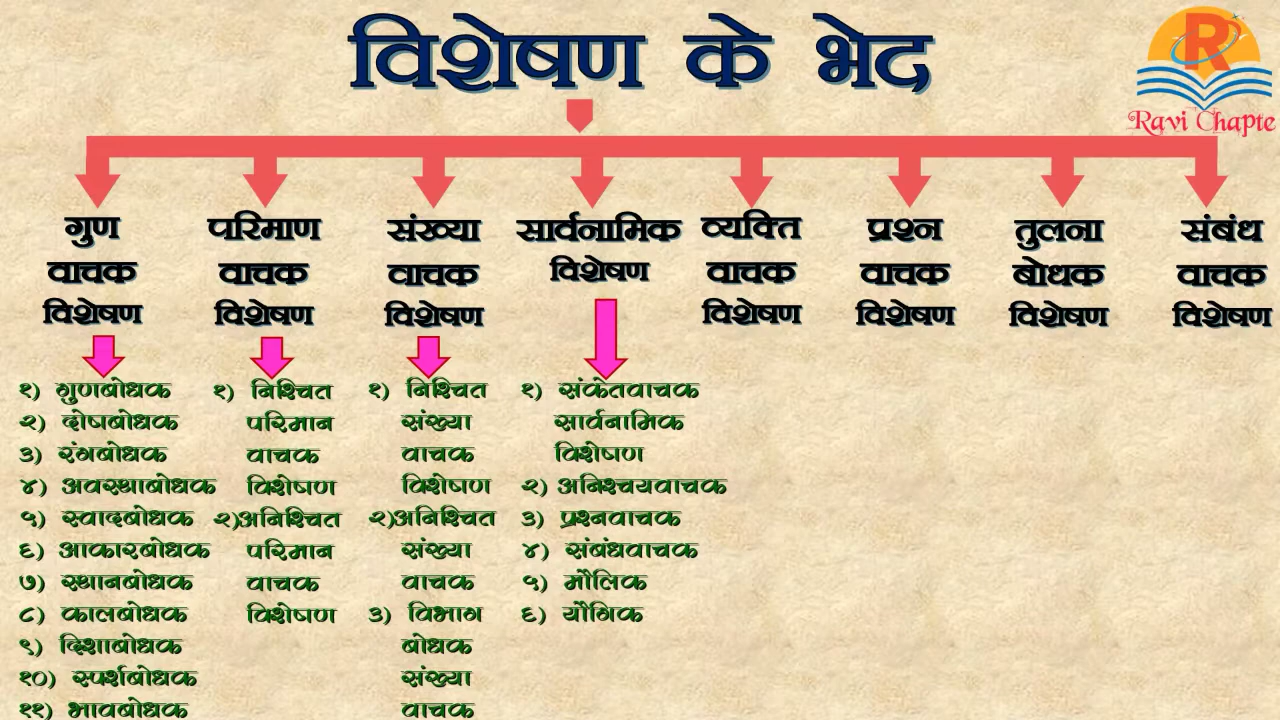 विशेषण के भेद
R
Ravi Chapte
गुण
वाचक
विशेषण
परिमाण
वाचक
विशेषण
संख्या
वाचक
विशेषण
सार्वनामिक
विशेषण
व्यक्ति
वाचक
विशेषण
प्रश्न
वाचक
विशेषण
तुलना
बोधक
विशेषण
संबंध
वाचक
विशेषण
१) गुणबोधक
२) दोषबोधक
३) रंगबोधक
४) अवस्थाबोधक
५) स्वादबोधक
६) आकारबोधक
७) स्थानबोधक
८) कालबोधक
९) दिशाबोधक
१०) स्पर्शबोधक
११) भावबोधक
१) निश्चित
परिमान
वाचक
विशेषण
२)अनिश्चित
परिमान
वाचक
विशेषण
१) निश्चित
संख्या
वाचक
विशेषण
२)अनिश्चित
संख्या
वाचक
३) विभाग
बोधक
संख्या
वाचक
१) संकेतवाचक
सार्वनामिक
विशेषण
२) अनिश्चयवाचक
३) प्रश्नवाचक
४) संबंधवाचक
५) मौलिक
६) यौगिक